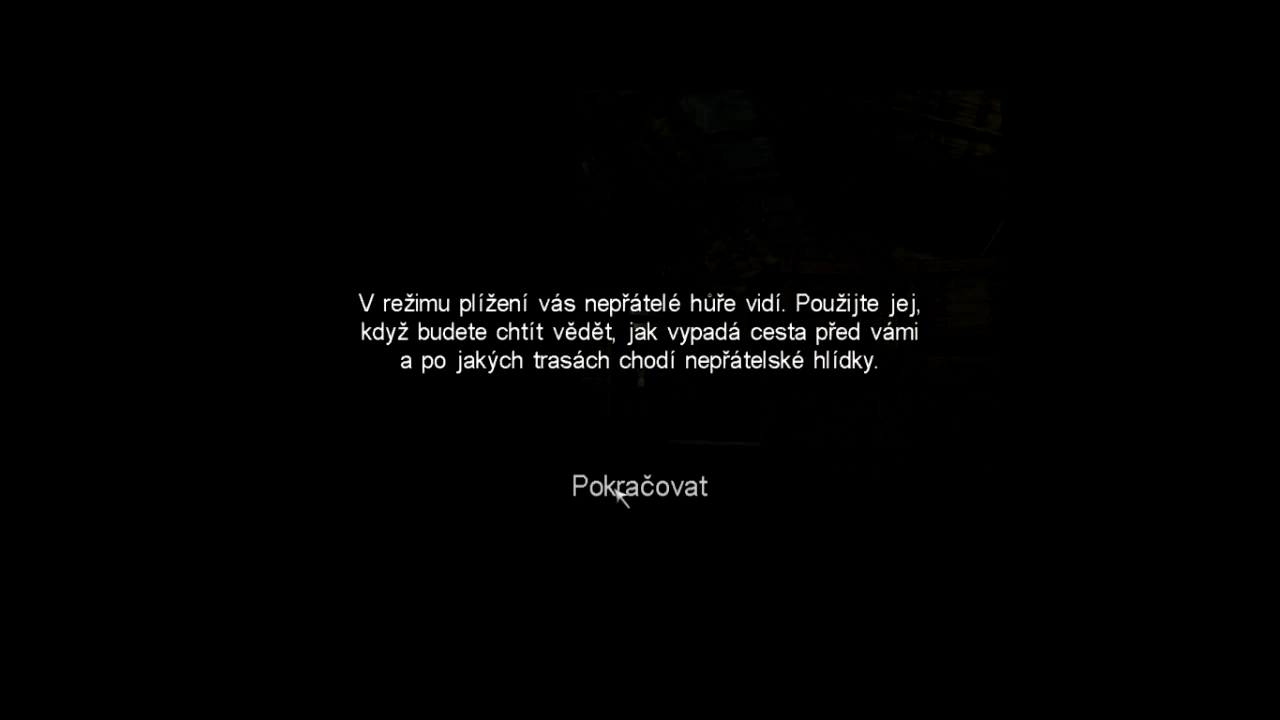 V režimu plížení vás nepřátelé hůře vidí. Použijte jej,
když budete chtít vědět, jak vypadá cesta před vámi
a po jakých trasách chodí nepřátelské hlídky.
Pokračovat